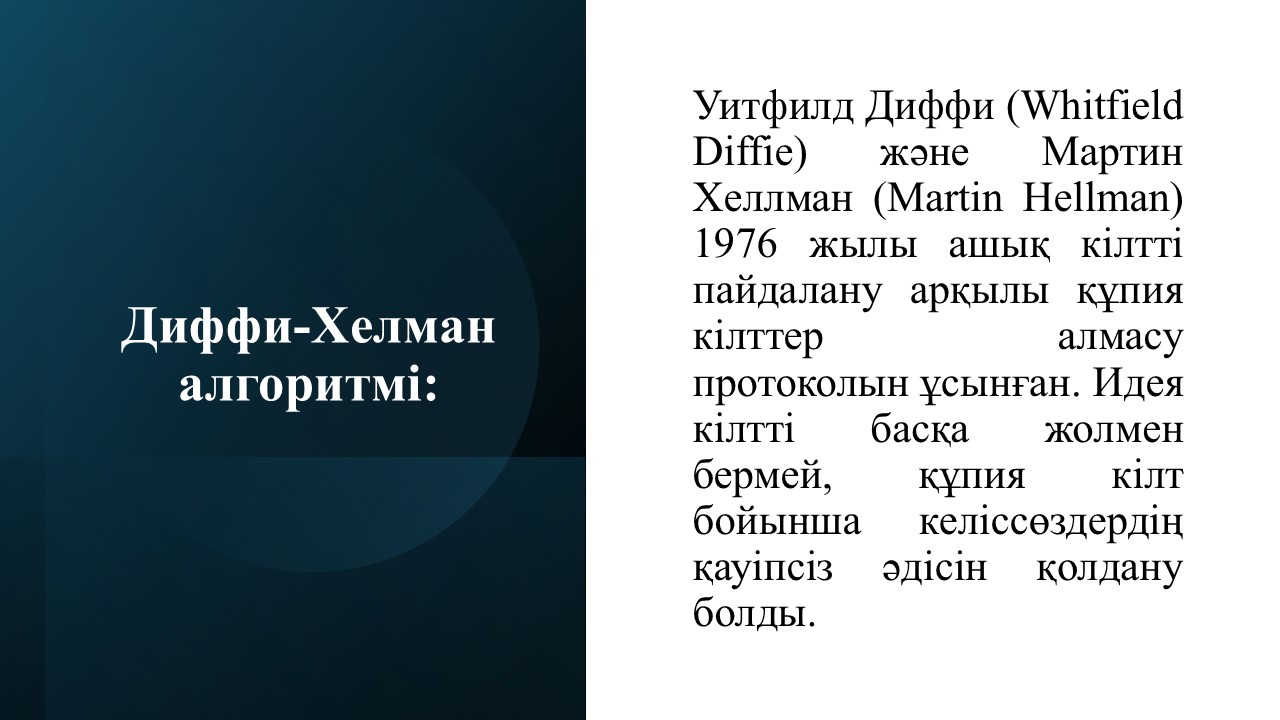 Диффи-Хелман
алгоритмі:
Уитфилд Диффи (Whitfield
Diffie) және Мартин
Хеллман (Martin Hellman)
1976 жылы ашық кілтті
пайдалану арқылы құпия
кілттер алмасу
протоколын ұсынған. Идея
кілтті басқа жолмен
бермей, құпия кілт
бойынша келіссөздердің
қауіпсіз әдісін қолдану
болды.